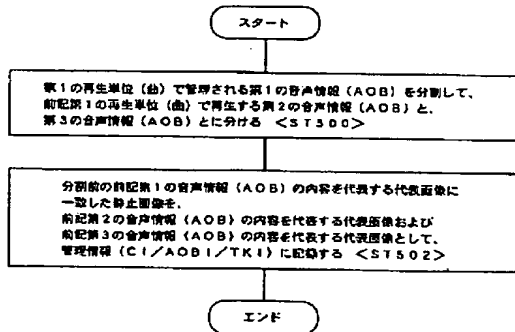 スタート
第1の再生単位（曲）で管理される第1の音声情報（AOB）を分割して、
前記第1の再生単位（曲）で再生する第2の音声情報（AOB）と、
第3の音声情報（AOB）とに分ける ＜ST500＞
分割前の前記第1の音声情報（AOB）の内容を代表する代表画像に
一致した静止画像を、
前記第2の音声情報（AOB）の内容を代表する代表画像および
前記第3の音声情報（AOB）の内容を代表する代表画像として、
管理情報（CI／AOBI／TKI）に記録する ＜ST502＞
エンド